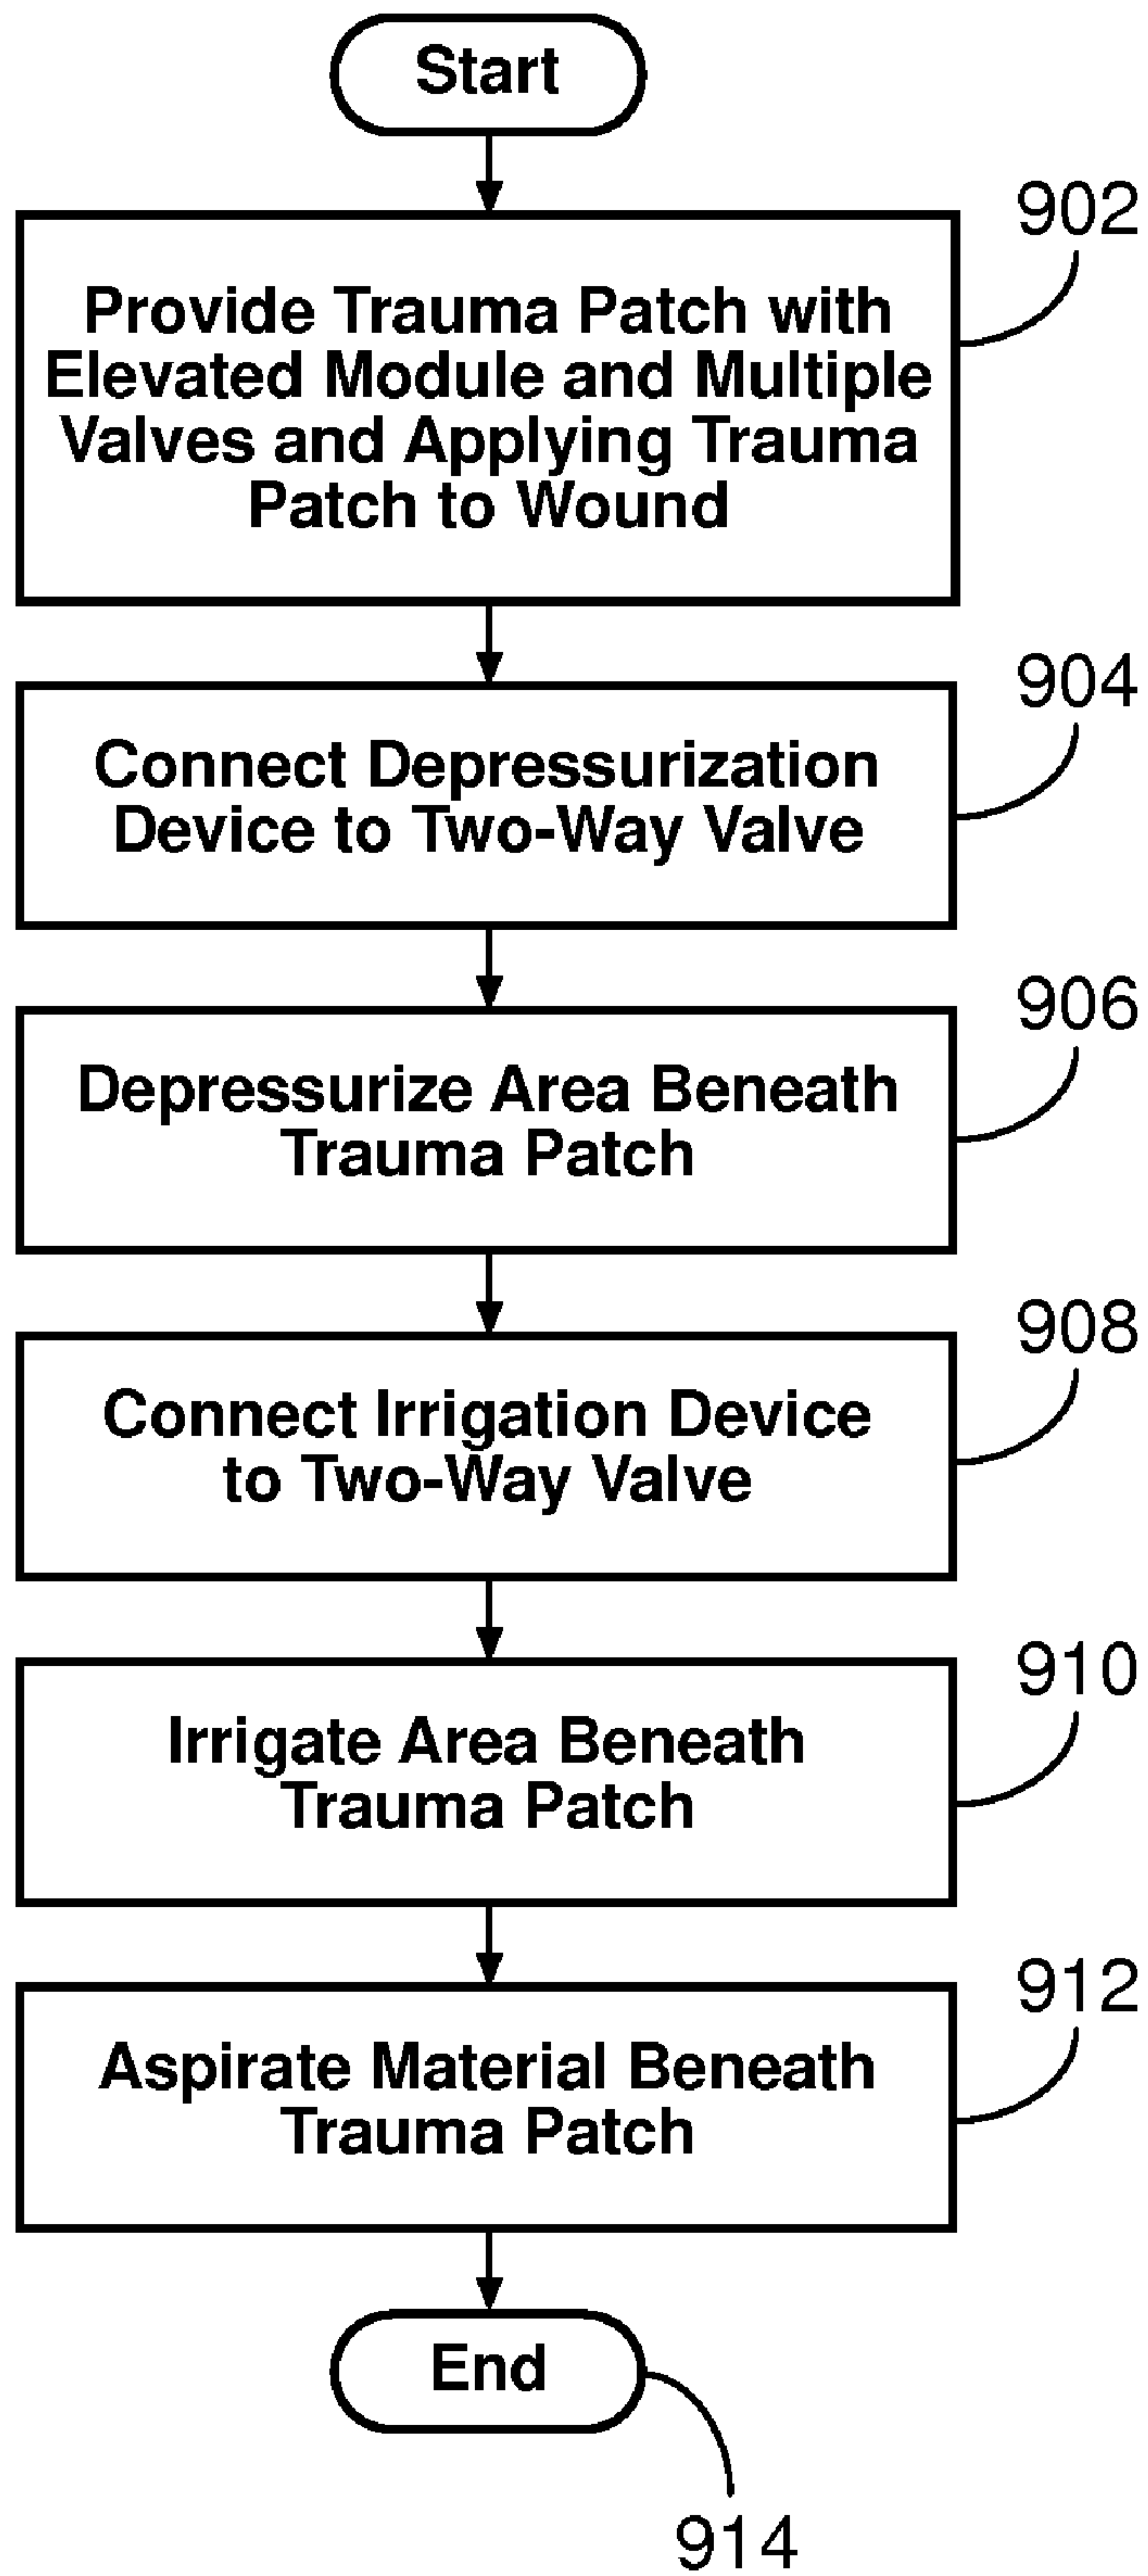 Start
902
Provide Trauma Patch with
Elevated Module and Multiple
Valves and Applying Trauma
Patch to Wound
904
Connect Depressurization
Device to Two-Way Valve
906
Depressurize Area Beneath
Trauma Patch
908
Connect Irrigation Device
to Two-Way Valve
910
Irrigate Area Beneath
Trauma Patch
912
Aspirate Material Beneath
Trauma Patch
End
914